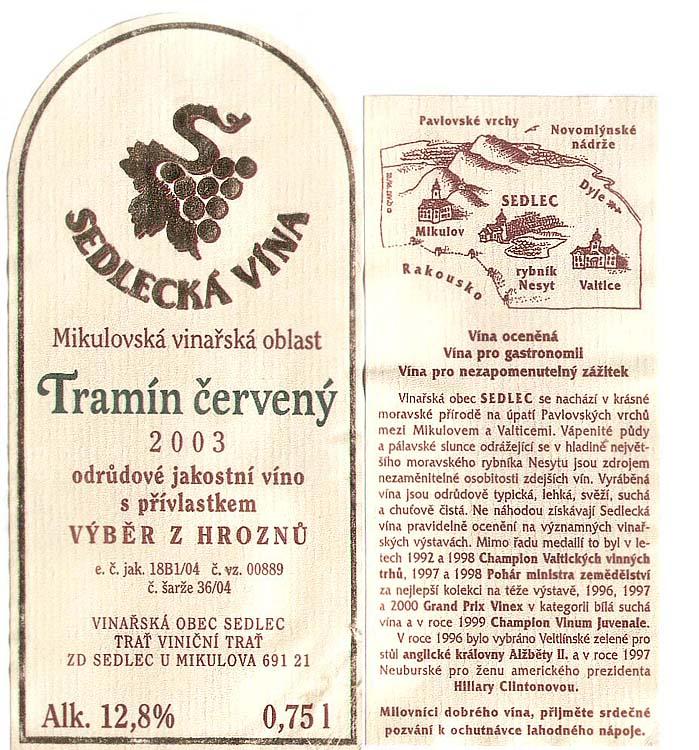 SEDLECKÁ VÍNA
Mikulovská vinařská oblast
Tramín červený
2003
odrůdové jakostní víno
s přívlastkem
VÝBĚR Z HROZNŮ
e. č. jak. 18B1/04 č. vz. 00889
č. šarže 36/04
VINAŘSKÁ OBEC SEDLEC
TRAŤ VINIČNÍ TRAŤ
ZD SEDLEC U MIKULOVA 691 21
Alk. 12,8% 0,75 l
Pavlovské vrchy
Novomlýnské
nádrže
Dyje
SEDLEC
Mikulov
Rakousko
rybník
Nesyt
Valtice
Vína oceněná
Vína pro gastronomii
Vína pro nezapomenutelný zážitek
Vinařská obec SEDLEC se nachází v krásné
moravské přírodě na úpatí Pavlovských vrchů
mezi Mikulovem a Valticemi. Vápenité půdy
a pálavské slunce odrážející se v hladině největ-
šího moravského rybníka Nesytu jsou zdrojem
nezaměnitelné osobitosti zdejších vín. Vyráběná
vína jsou odrůdově typická, lehká, svěží, suchá
a chuťově čistá. Ne náhodou získávají Sedlecká
vína pravidelně ocenění na významných vinař-
ských výstavách. Mimo řadu medailí to byl v le-
tech 1992 a 1998 Champion Valtických vinných
trhů, 1997 a 1998 Pohár ministra zemědělství
za nejlepší kolekci na téže výstavě, 1996, 1997
a 2000 Grand Prix Vinex v kategorii bílá suchá
vína a v roce 1999 Champion Vinum Juvenale.
V roce 1996 bylo vybráno Veltlínské zelené pro
stůl anglické královny Alžběty II. a v roce 1997
Neuburské pro ženu amerického prezidenta
Hillary Clintonovou.
Milovníci dobrého vína, přijměte srdečné
pozvání k ochutnávce lahodného nápoje.